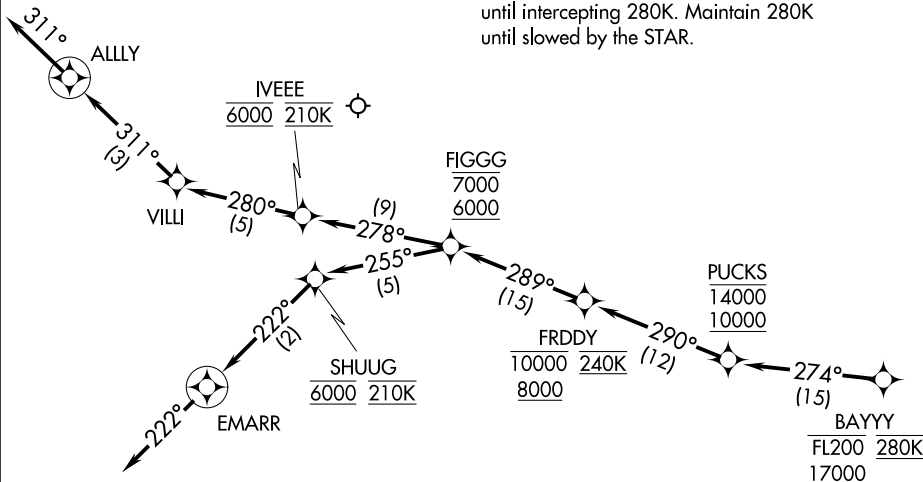 until intercepting 280K. Maintain 280K
until slowed by the STAR.
311°
ALLLY
IVEEE
6000 210K
311°
(3)
FIGGG
7000
6000
VILLI
280°
(5)
(9)
278°
255°
(5)
289°
(15)
PUCKS
14000
10000
222°
(2)
FRDDY
10000 240K
8000
290°
(12)
SHUUG
6000 210K
274°
(15)
EMARR
222°
BAYYY
FL200 280K
17000